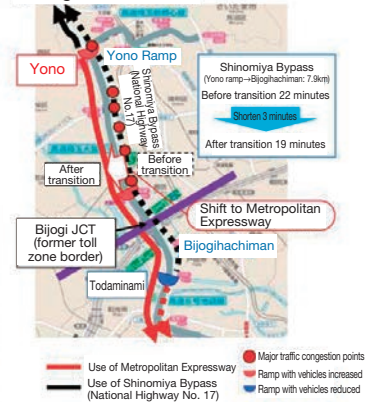 Yono
Yono Ramp
Shinomiya Bypass
(National Highway
No.17)
Shinomiya Bypass
(Yono ramp→Bijogihachiman: 7.9km)
Before transition 22 minutes
Shorten 3 minutes
After transition 19 minutes
After
transition
Before
transition
Shift to Metropolitan
Expressway
Bijogi JCT
(former toll
zone border)
Bijogihachiman
Todaminami
Use of Metropolitan Expressway
Use of Shinomiya Bypass
(National Highway No. 17)
Major traffic congestion points
Ramp with vehicles increased
Ramp with vehicles reduced